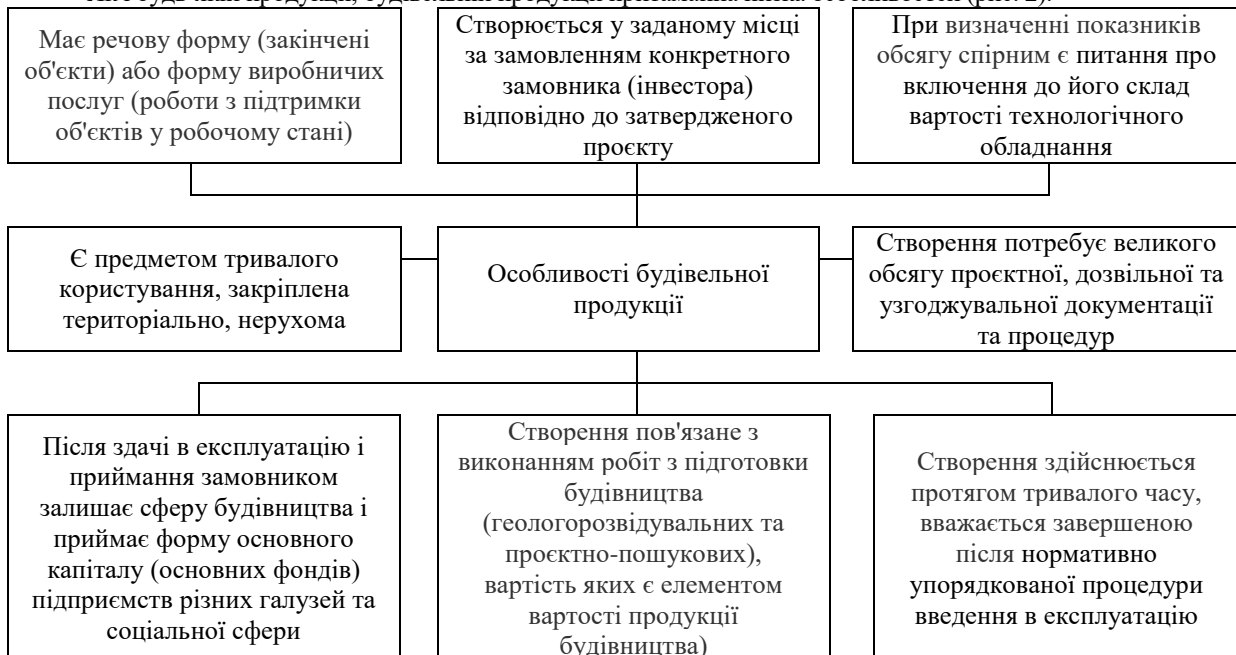 Має речову форму (закінчені
об'єкти) або форму виробничих
послуг (роботи з підтримки
об'єктів у робочому стані)
Створюється у заданому місці
за замовленням конкретного
замовника (інвестора)
відповідно до затвердженого
проєкту
При визначенні показників
обсягу спірним є питання про
включення до його склад
вартості технологічного
обладнання
Є предметом тривалого
користування, закріплена
територіально, нерухома
Особливості будівельної
продукції
Створення потребує великого
обсягу проєктної, дозвільної та
узгоджувальної документації
та процедур
Після здачі в експлуатацію і
приймання замовником
залишає сферу будівництва і
приймає форму основного
капіталу (основних фондів)
підприємств різних галузей та
соціальної сфери
Створення пов'язане з
виконанням робіт з підготовки
будівництва
(геологорозвідувальних та
проєктно-пошукових),
вартість яких є елементом
вартості продукції
будівництва)
Створення здійснюється
протягом тривалого часу,
вважається завершеною
після нормативно
упорядкованої процедури
введення в експлуатацію